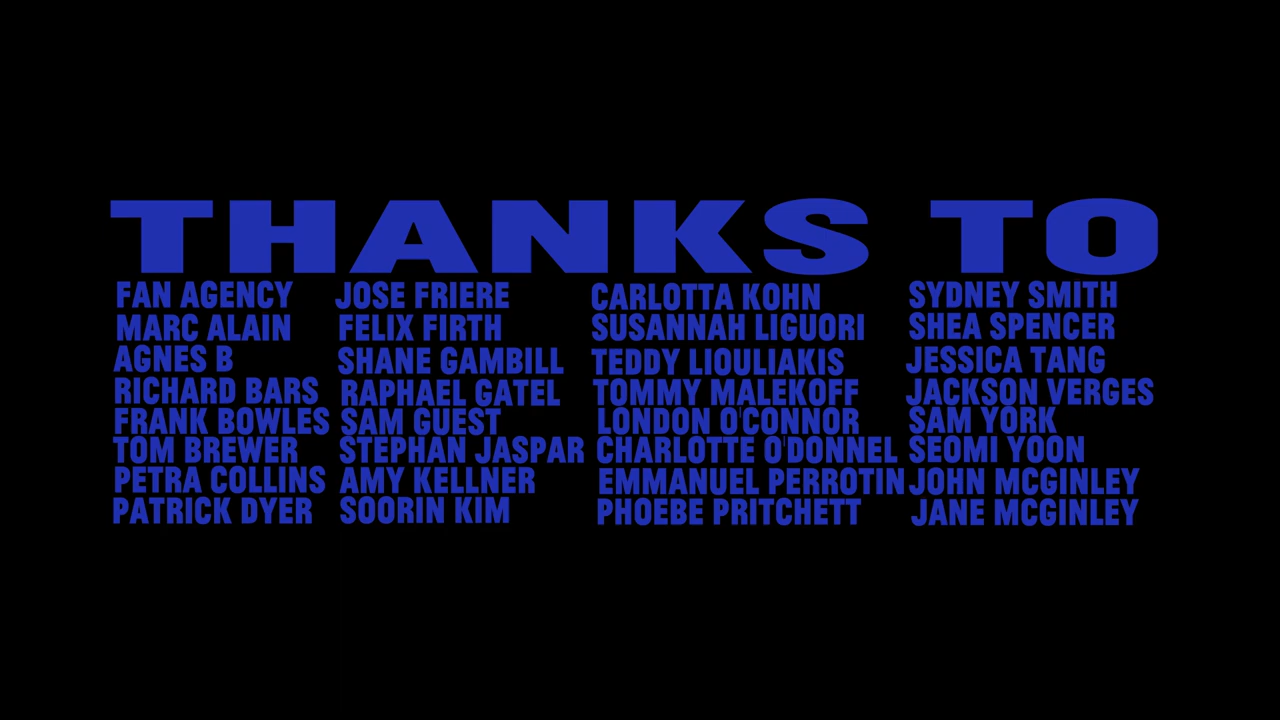 THANKS TO
FAN AGENCY
MARC ALAIN
AGNES B
RICHARD BARS
FRANK BOWLES
TOM BREWER
PETRA COLLINS
PATRICK DYER
JOSE FRIERE
FELIX FIRTH
SHANE GAMBILL
RAPHAEL GATEL
SAM GUEST
STEPHAN JASPAR
AMY KELLNER
SOORIN KIM
CARLOTTA KOHN
SUSANNAH LIGUORI
TEDDY LIOULIAKIS
TOMMY MALEKOFF
LONDON O'CONNOR
CHARLOTTE O'DONNEL
EMMANUEL PERROTIN
PHOEBE PRITCHETT
SYDNEY SMITH
SHEA SPENCER
JESSICA TANG
JACKSON VERGES
SAM YORK
SEOMI YOON
JOHN MCGINLEY
JANE MCGINLEY